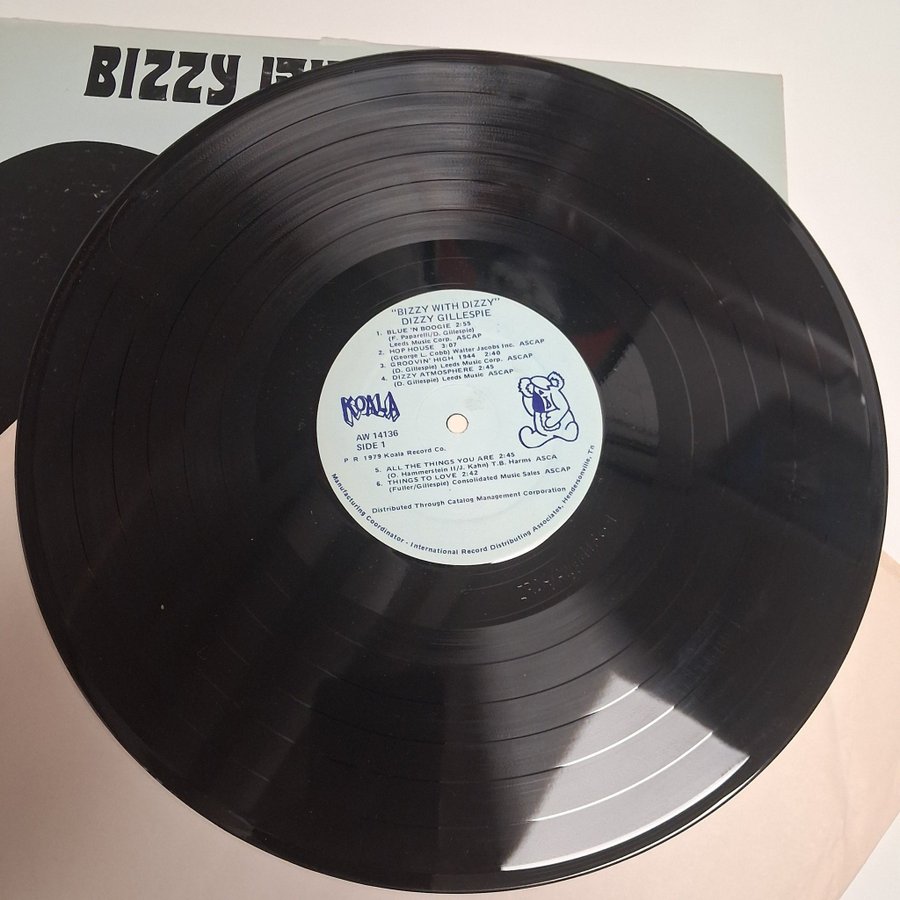 BIZZY
"BIZZY WITH DIZZY"
DIZZY GILLESPIE
1. BLUE 'N BOOGIE 2:55
(F. Paparelli/D. Gillespie)
Leeds Music Corp. ASCAP
2. HOP HOUSE 3:07
(George L. Cobb) Walter Jacobs Inc. ASCAP
3. GROOVIN' HIGH 1944 2:40
(D. Gillespie) Leeds Music Corp. ASCAP
4. DIZZY ATMOSPHERE 2:45
(D. Gillespie) Leeds Music ASCAP
KOALA
AW 14136
SIDE 1
P R 1979 Koala Record Co.
5. ALL THE THINGS YOU ARE 2:45
(O. Hammerstein II/J. Kahn) T.B. Harms ASCA
6. THINGS TO LOVE 2:42
(Fuller/Gillespie) Consolidated Music Sales ASCAP
Distributed Through Catalog Management Corporation
Manufacturing Coordinator - International Record Distributing Associates, Hendersonville, Tn